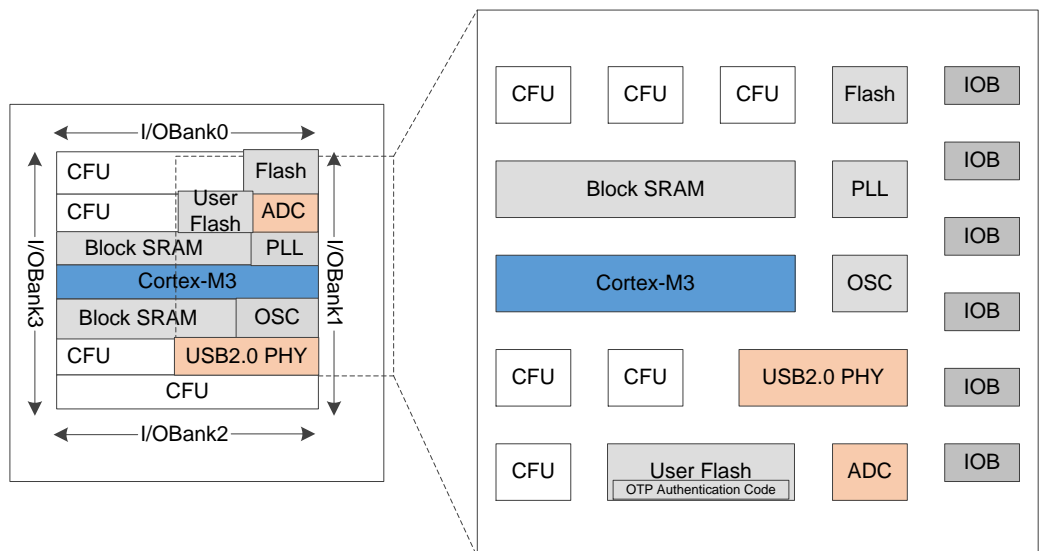 I/OBank0
I/OBank3
I/OBank1
CFU
Flash
CFU
User
Flash
ADC
Block SRAM
PLL
Cortex-M3
Block SRAM
OSC
CFU
USB2.0 PHY
CFU
I/OBank2
CFU
CFU
CFU
Flash
IOB
Block SRAM
PLL
IOB
IOB
Cortex-M3
OSC
IOB
CFU
CFU
USB2.0 PHY
IOB
CFU
User Flash
OTP Authentication Code
ADC
IOB